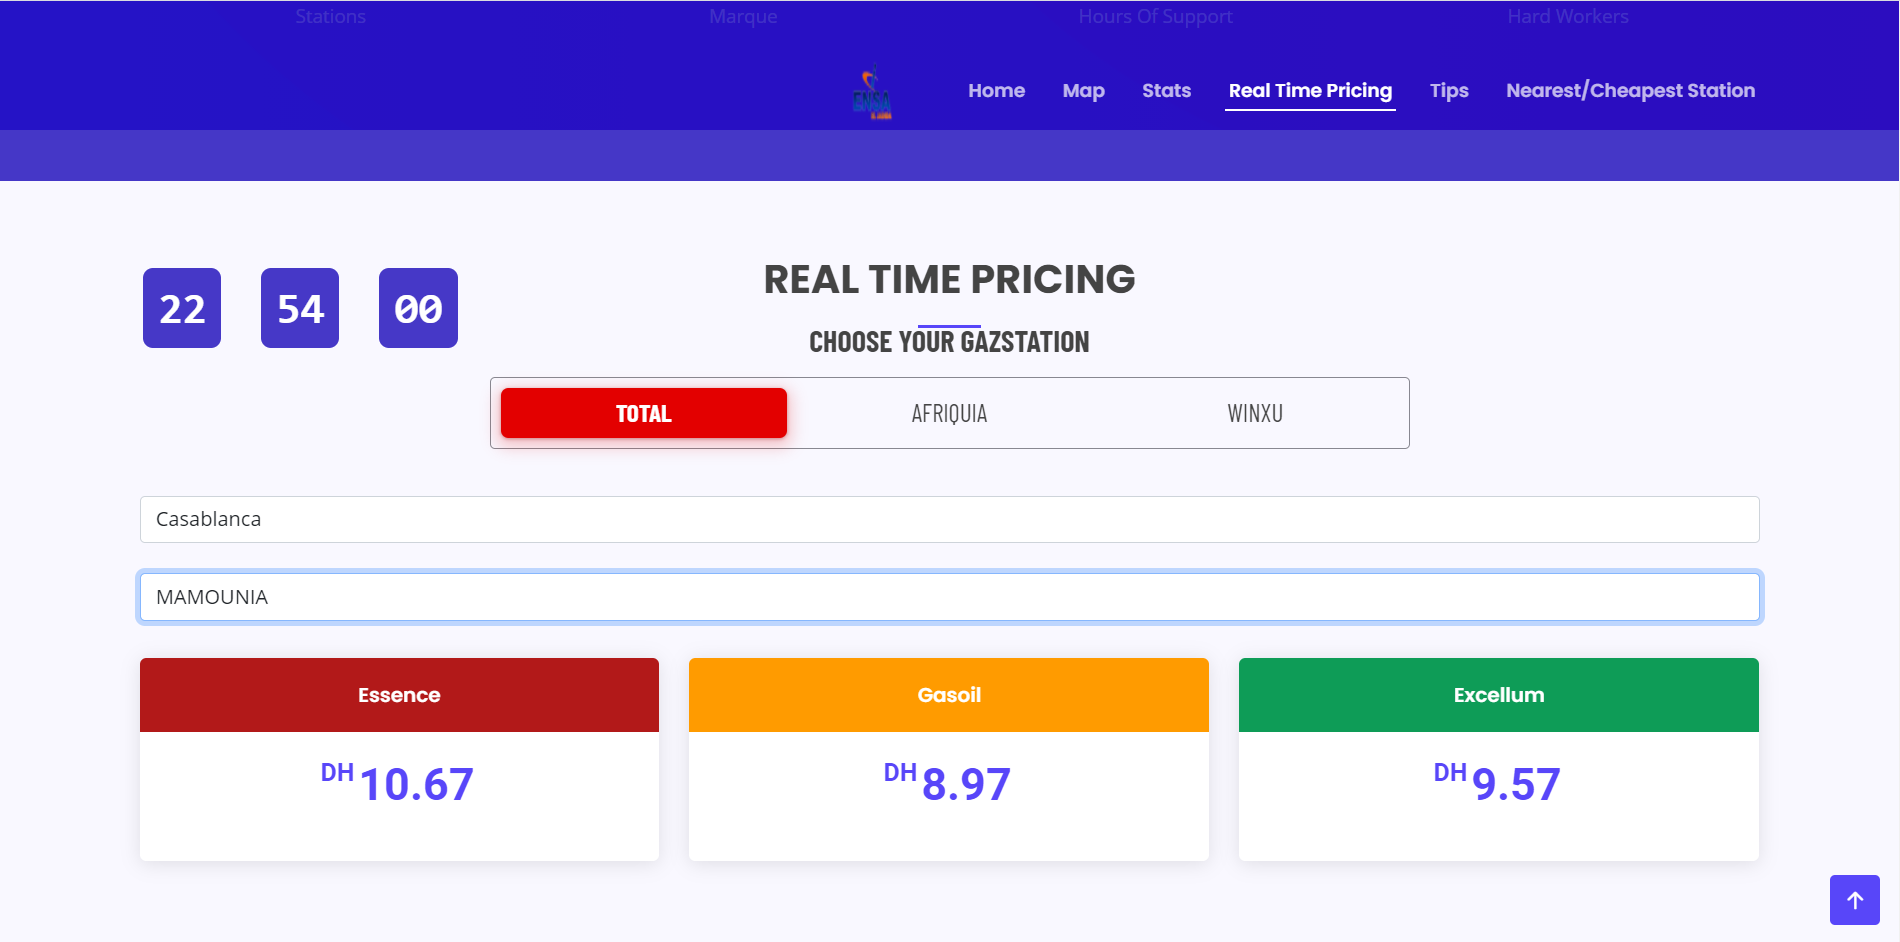 Stations Marque Hours Of Support Hard Workers
ENSA
Home Map Stats Real Time Pricing Tips Nearest/Cheapest Station
22 54 00
REAL TIME PRICING
CHOOSE YOUR GAZSTATION
TOTAL AFRIQUIA WINXU
Casablanca
MAMOUNIA
Essence Gasoil Excellum
DH 10.67 DH 8.97 DH 9.57